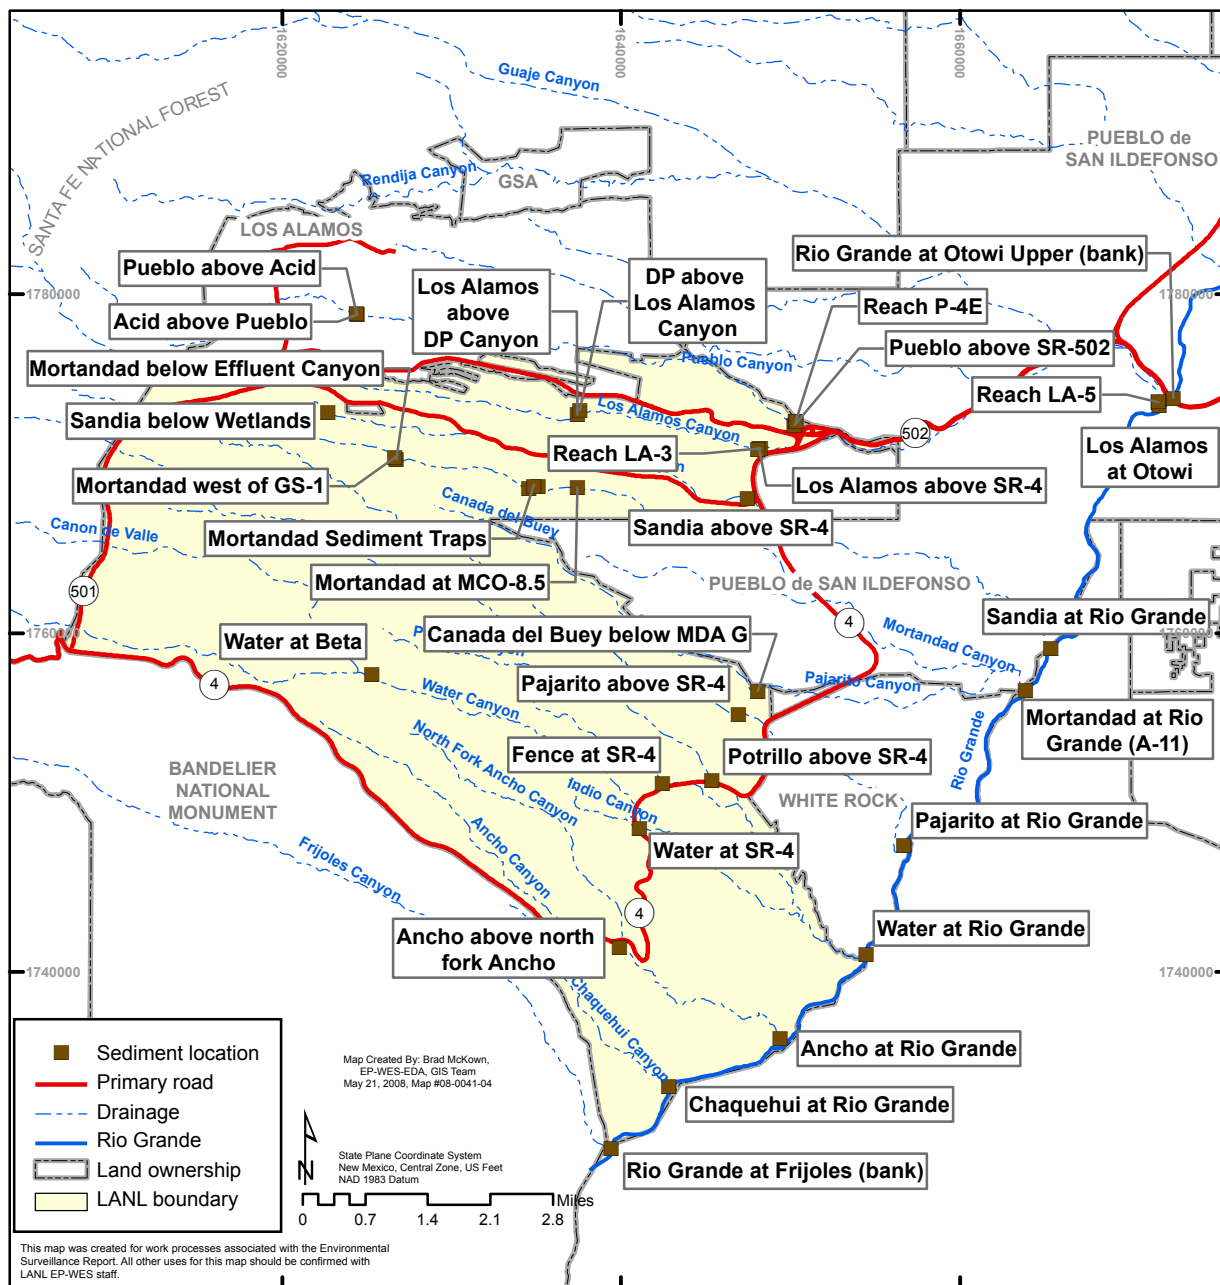 1620000
1640000
1660000
Guaje Canyon
SANTA FE NATIONAL FOREST
PUEBLO de
SAN ILDEFONSO
Rendija Canyon
GSA
LOS ALAMOS
Rio Grande at Otowi Upper (bank)
Pueblo above Acid
DP above
Los Alamos
Canyon
Los Alamos
above
DP Canyon
Reach P-4E
1780000
1780000
Acid above Pueblo
Pueblo above SR-502
Pueblo Canyon
Mortandad below Effluent Canyon
Reach LA-5
Sandia below Wetlands
Los Alamos Canyon
502
Reach LA-3
Los Alamos
at Otowi
Mortandad west of GS-1
Los Alamos above SR-4
Canada del Buey
Sandia above SR-4
Canon de Valle
Mortandad Sediment Traps
Mortandad at MCO-8.5
PUEBLO de SAN ILDEFONSO
501
4
Sandia at Rio Grande
1760000
1760000
Water at Beta
Canada del Buey below MDA G
Mortandad Canyon
Pajarito above SR-4
Pajarito Canyon
4
Water Canyon
Mortandad at Rio
Grande (A-11)
North Fork Ancho Canyon
Fence at SR-4
Potrillo above SR-4
Rio Grande
BANDELIER
NATIONAL
MONUMENT
Indio Canyon
WHITE ROCK
Pajarito at Rio Grande
Ancho Canyon
Water at SR-4
Frijoles Canyon
4
Water at Rio Grande
Ancho above north
fork Ancho
1740000
1740000
Chaquehui Canyon
Ancho at Rio Grande
Chaquehui at Rio Grande
Rio Grande at Frijoles (bank)
Sediment location
Primary road
Drainage
Rio Grande
Land ownership
LANL boundary
Map Created By: Brad McKown,
EP-WES-EDA, GIS Team
May 21, 2008, Map #08-0041-04
N
State Plane Coordinate System
New Mexico, Central Zone, US Feet
NAD 1983 Datum
Miles
0 0.7 1.4 2.1 2.8
This map was created for work processes associated with the Environmental
Surveillance Report. All other uses for this map should be confirmed with
LANL EP-WES staff.